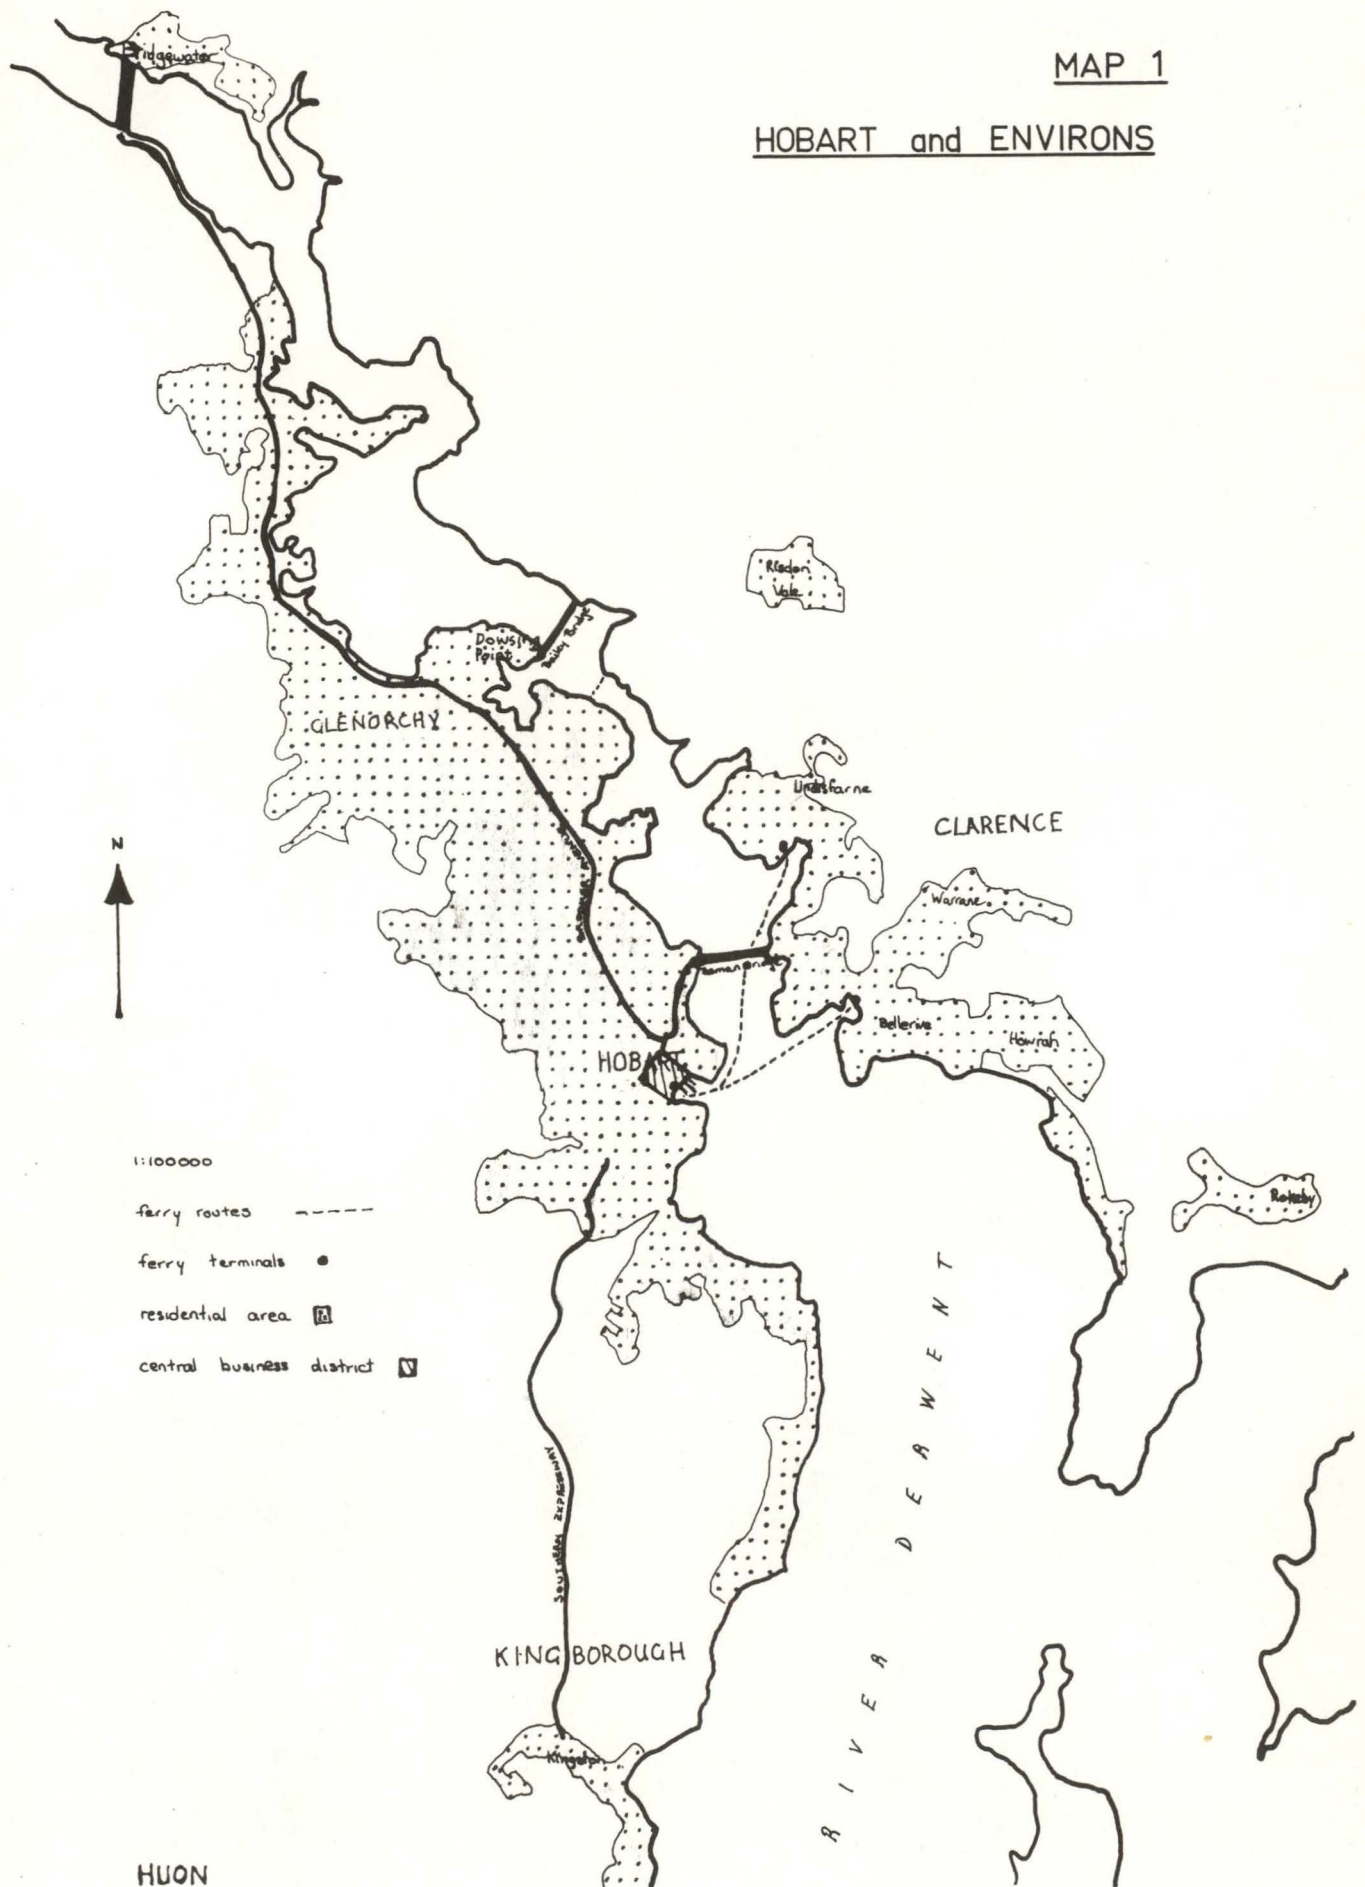 MAP 1
HOBART and ENVIRONS
Bridgewater
Risdon
Vale
Dowsing
Point
Bailey Bridge
GLENORCHY
Lindisfarne
CLARENCE
N
Warrane
Tasman Bridge
Bellerive
Howrah
HOBART
1:100000
ferry routes
ferry terminals
residential area
central business district
Rokeby
RIVER DERWENT
SOUTHERN EXPRESSWAY
KINGBOROUGH
Kingston
HUON